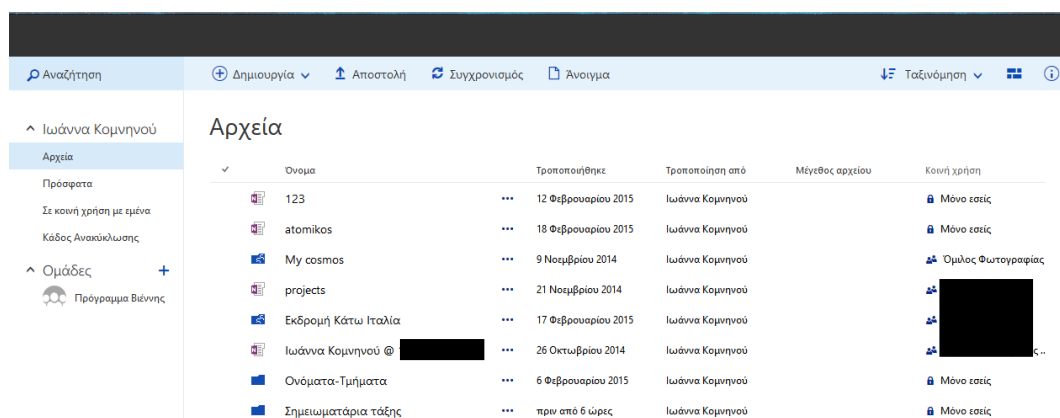 Αναζήτηση Δημιουργία Αποστολή Συγχρονισμός Άνοιγμα Ταξινόμηση
Ιωάννα Κομνηνού
Αρχεία
Πρόσφατα
Σε κοινή χρήση με εμένα
Κάδος Ανακύκλωσης
Ομάδες +
Πρόγραμμα Βιέννης
Αρχεία
Όνομα Τροποποιήθηκε Τροποποίηση από Μέγεθος αρχείου Κοινή χρήση
123 ... 12 Φεβρουαρίου 2015 Ιωάννα Κομνηνού Μόνο εσείς
atomikos ... 18 Φεβρουαρίου 2015 Ιωάννα Κομνηνού Μόνο εσείς
My cosmos ... 9 Νοεμβρίου 2014 Ιωάννα Κομνηνού Όμιλος Φωτογραφίας
projects ... 21 Νοεμβρίου 2014 Ιωάννα Κομνηνού
Εκδρομή Κάτω Ιταλία ... 17 Φεβρουαρίου 2015 Ιωάννα Κομνηνού
Ιωάννα Κομνηνού @ ... 26 Οκτωβρίου 2014 Ιωάννα Κομνηνού ς ..
Ονόματα-Τμήματα ... 6 Φεβρουαρίου 2015 Ιωάννα Κομνηνού Μόνο εσείς
Σημειωματάρια τάξης ... πριν από 6 ώρες Ιωάννα Κομνηνού Μόνο εσείς